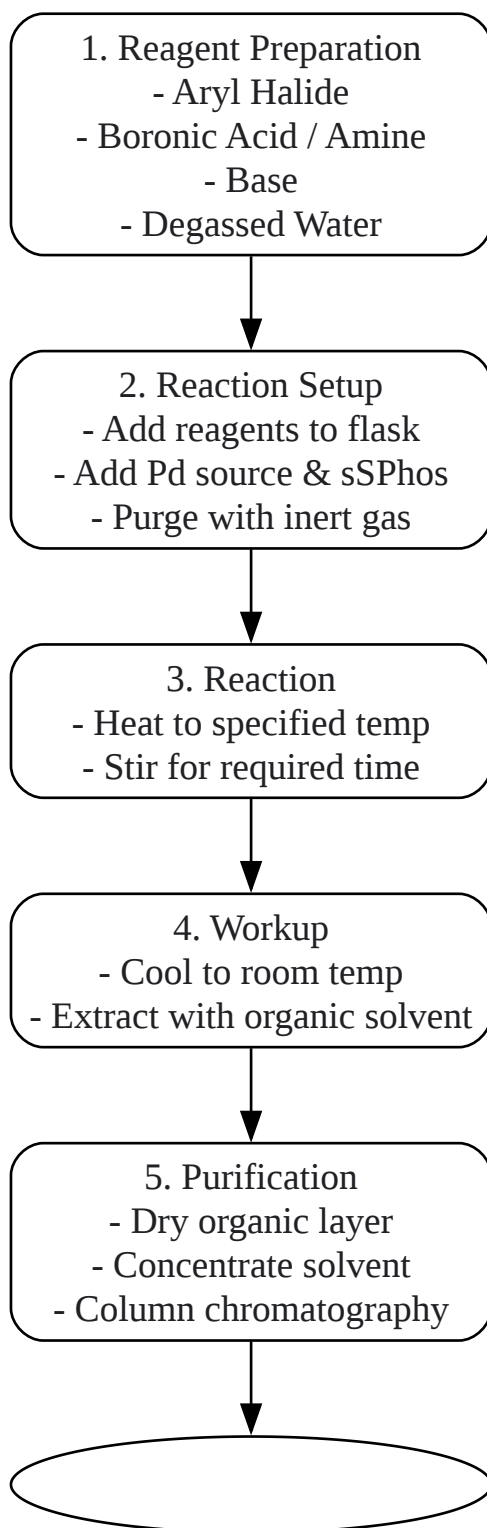 1. Reagent Preparation
- Aryl Halide
- Boronic Acid / Amine
- Base
- Degassed Water
2. Reaction Setup
- Add reagents to flask
- Add Pd source & sSPhos
- Purge with inert gas
3. Reaction
- Heat to specified temp
- Stir for required time
4. Workup
- Cool to room temp
- Extract with organic solvent
5. Purification
- Dry organic layer
- Concentrate solvent
- Column chromatography